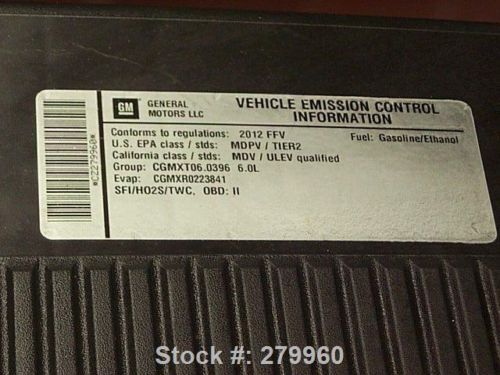 GM GENERAL MOTORS LLC
VEHICLE EMISSION CONTROL INFORMATION
Conforms to regulations: 2012 FFV Fuel: Gasoline/Ethanol
U.S. EPA class / stds: MDPV / TIER2
California class / stds: MDV / ULEV qualified
Group: CGMXT06.0396 6.0L
Evap: CGMXR0223841
SFI/HO2S/TWC, OBD: II
*C2279960*
Stock #: 279960